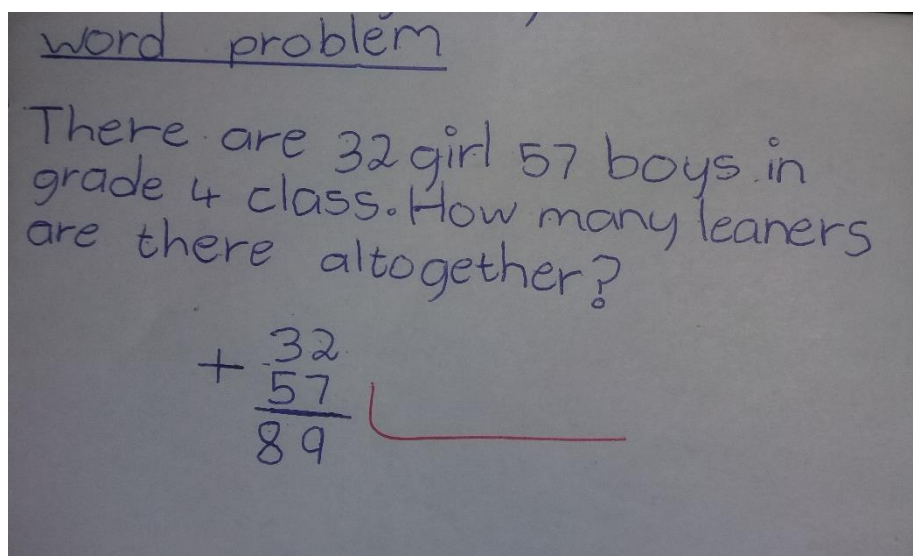 word problem
There are 32 girl 57 boys in
grade 4 class. How many leaners
are there altogether?
+ 32
57
89